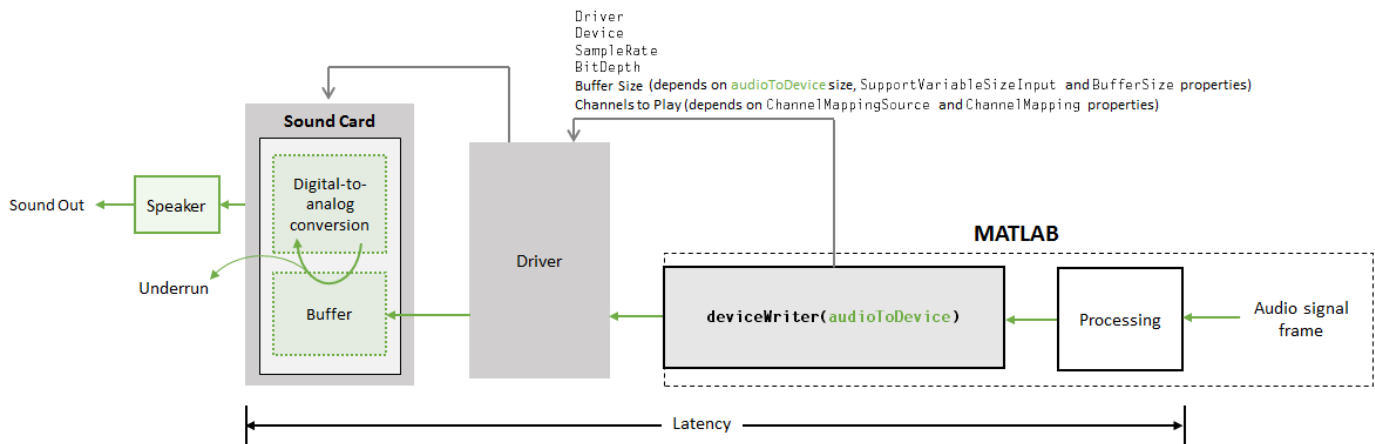 Driver
Device
SampleRate
BitDepth
Buffer Size (depends on audioToDevice size, SupportVariableSizeInput and BufferSize properties)
Channels to Play (depends on ChannelMappingSource and ChannelMapping properties)
Sound Card
Digital-to-
analog
conversion
Sound Out
Speaker
Underrun
Buffer
Driver
MATLAB
deviceWriter(audioToDevice)
Processing
Audio signal
frame
Latency